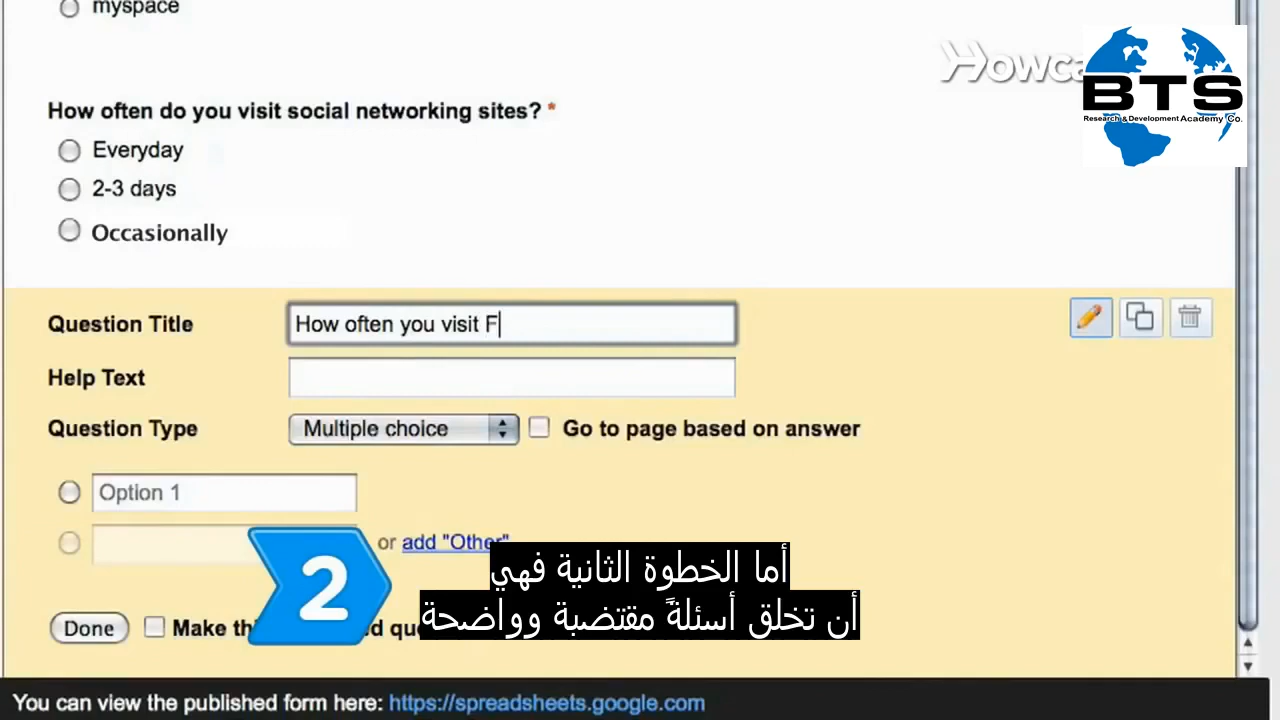 myspace
Howca
BTS
Research & Development Academy Co.
How often do you visit social networking sites? *
Everyday
2-3 days
Occasionally
Question Title
How often you visit F
Help Text
Question Type
Multiple choice
Go to page based on answer
Option 1
or add "Other"
2
أما الخطوة الثانية فهي
أن تخلق أسئلةً مقتضبة وواضحة
Done
Make th
You can view the published form here: https://spreadsheets.google.com